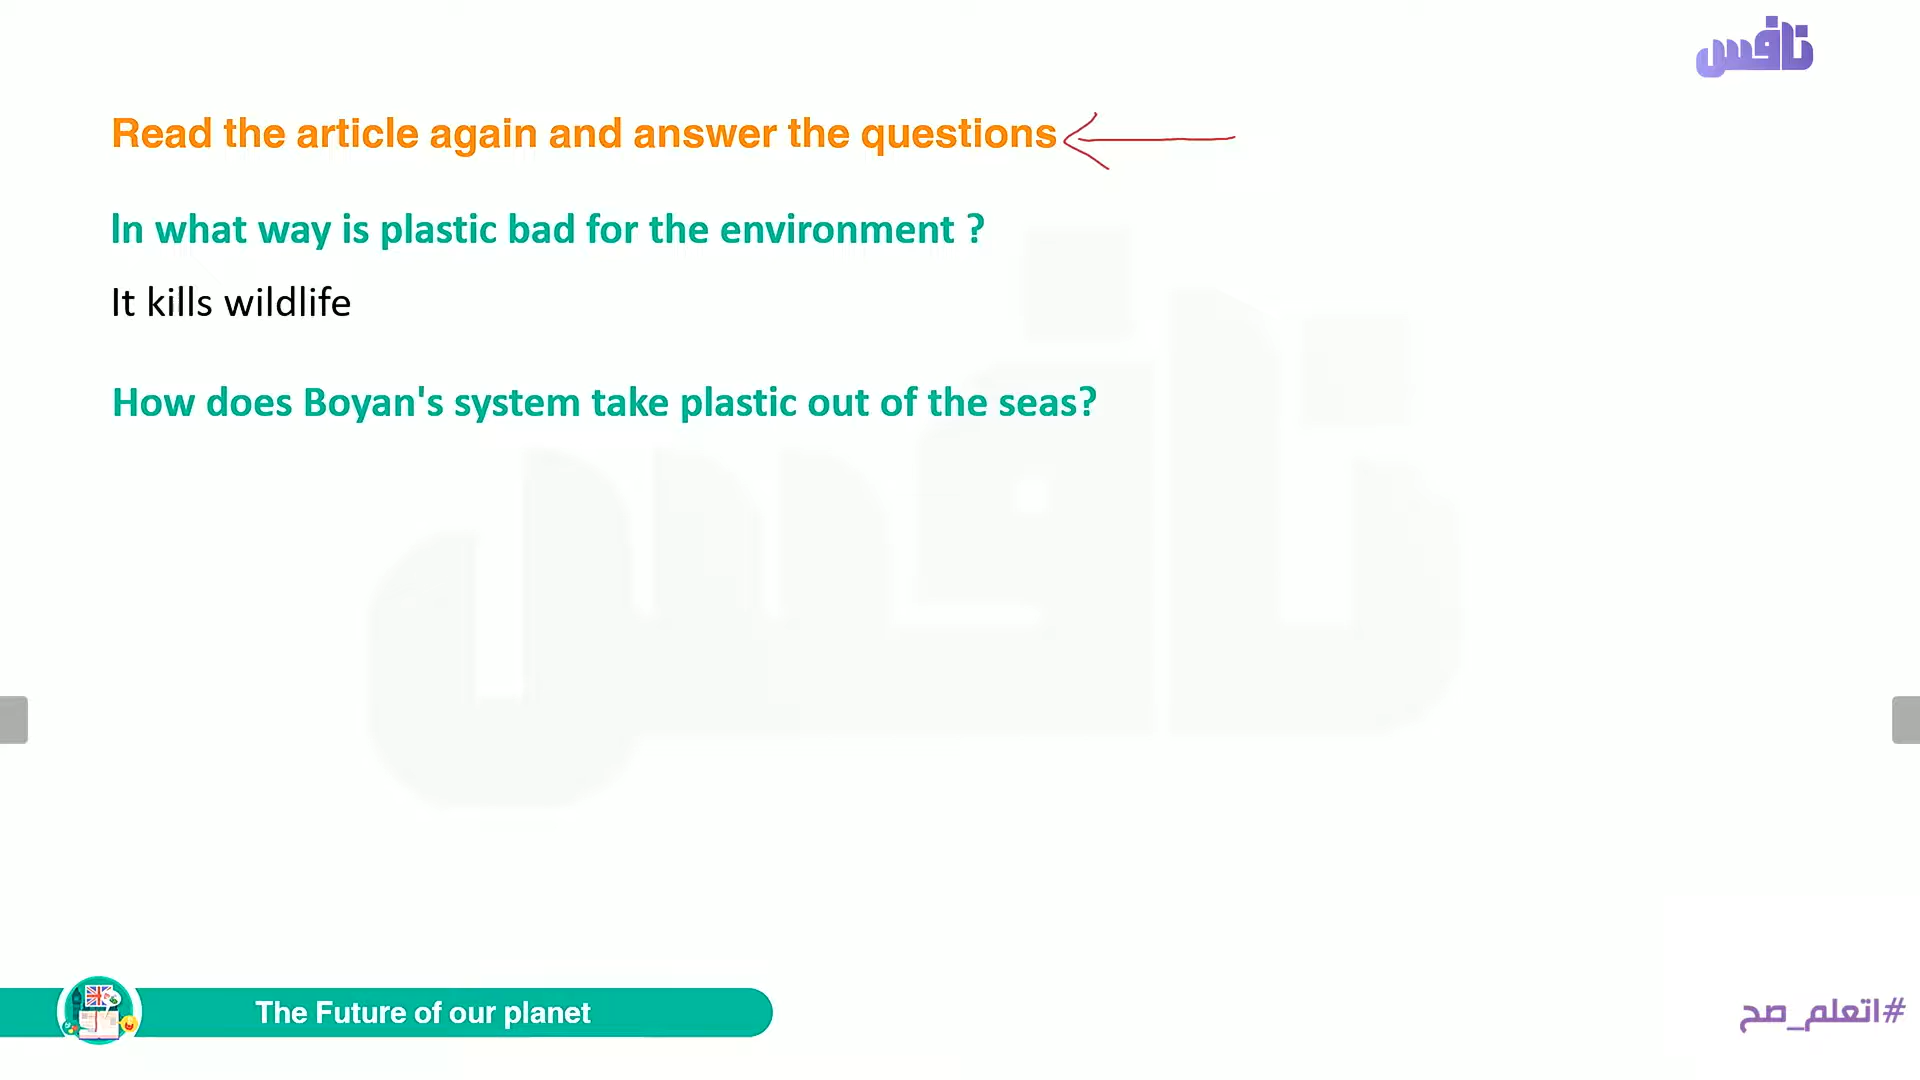 نافس
Read the article again and answer the questions
In what way is plastic bad for the environment ?
It kills wildlife
How does Boyan's system take plastic out of the seas?
The Future of our planet
#اتعلم_صح